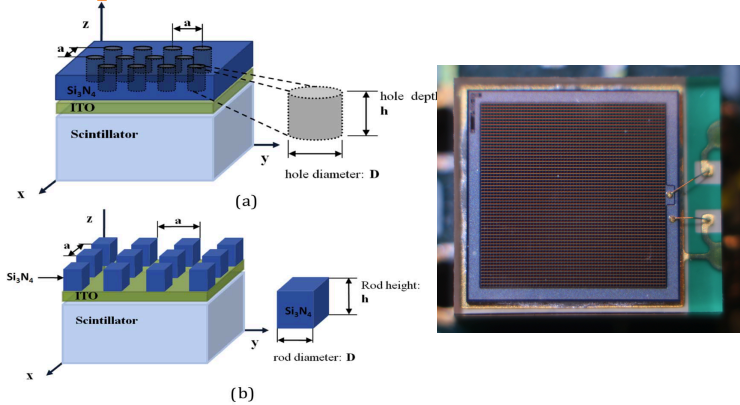 z
a
a
Si₃N₄
ITO
Scintillator
y
x
hole depth
h
hole diameter: D
(a)
z
a
a
Si₃N₄
ITO
Scintillator
y
x
Rod height:
h
Si₃N₄
rod diameter: D
(b)